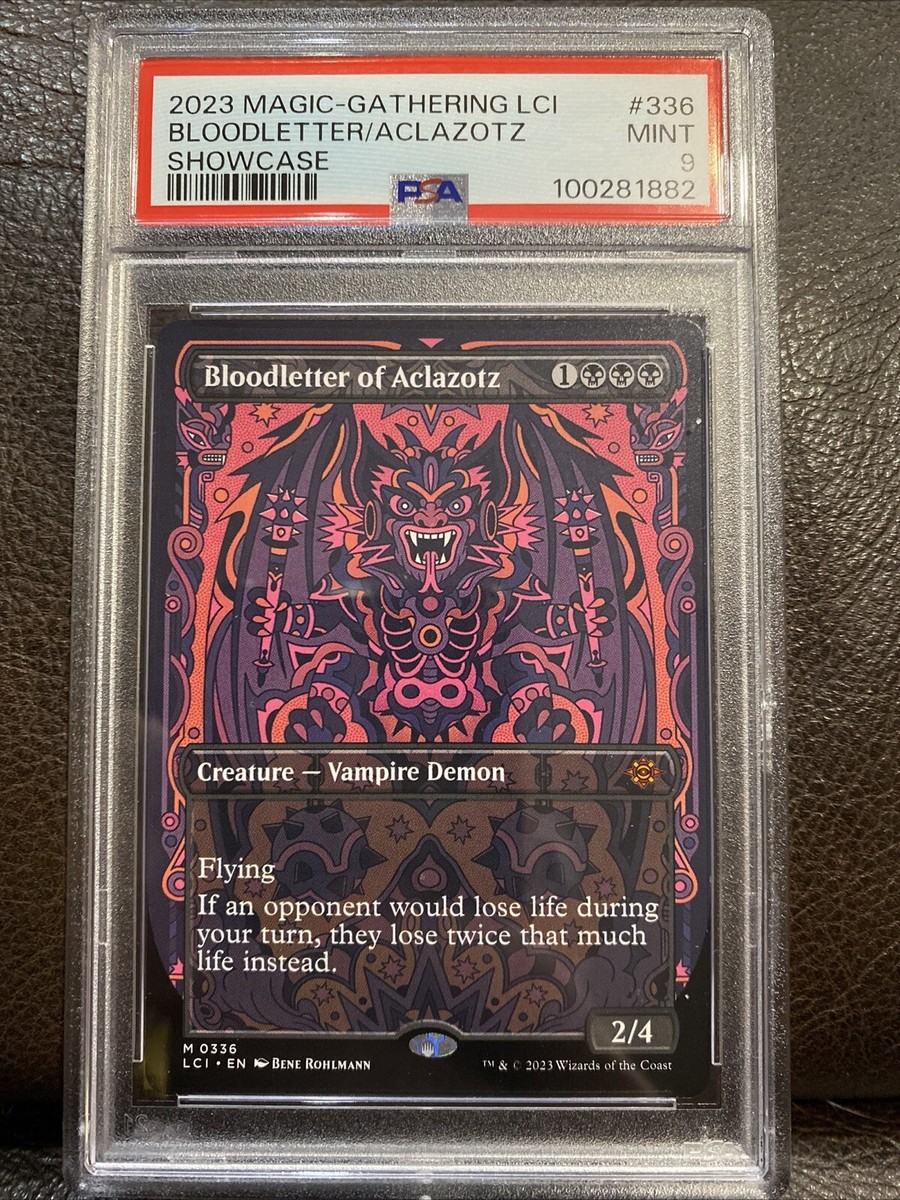 2023 MAGIC-GATHERING LCI #336
BLOODLETTER/ACLAZOTZ MINT
SHOWCASE 9
PSA 100281882
Bloodletter of Aclazotz 1
Creature — Vampire Demon
Flying
If an opponent would lose life during
your turn, they lose twice that much
life instead.
2/4
M 0336
LCI • EN BENE ROHLMANN ™ & © 2023 Wizards of the Coast